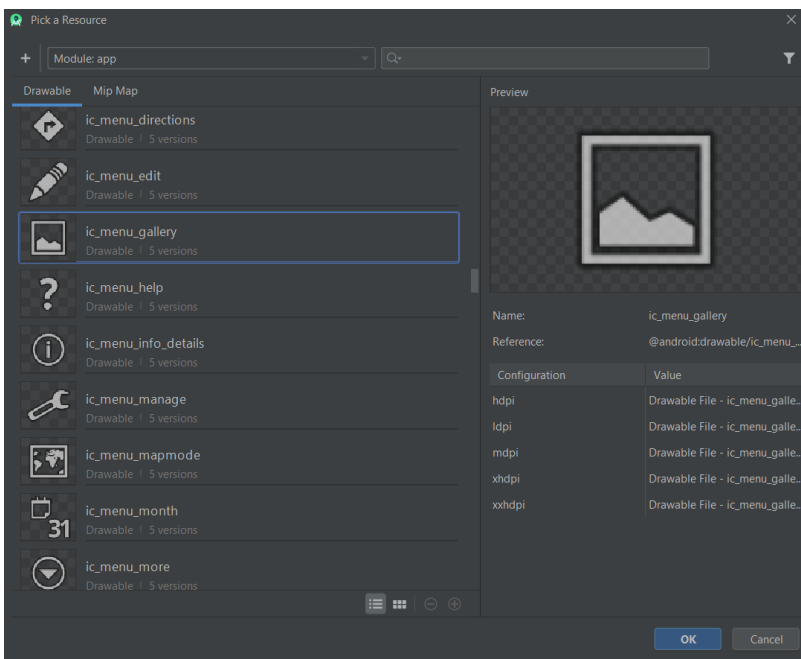 Pick a Resource
Module: app
Drawable Mip Map
ic_menu_directions
Drawable | 5 versions
ic_menu_edit
Drawable | 5 versions
ic_menu_gallery
Drawable | 5 versions
ic_menu_help
Drawable | 5 versions
ic_menu_info_details
Drawable | 5 versions
ic_menu_manage
Drawable | 5 versions
ic_menu_mapmode
Drawable | 5 versions
31
ic_menu_month
Drawable | 5 versions
ic_menu_more
Drawable | 5 versions
Preview
Name: ic_menu_gallery
Reference: @android:drawable/ic_menu_...
Configuration Value
hdpi Drawable File - ic_menu_galle..
ldpi Drawable File - ic_menu_galle..
mdpi Drawable File - ic_menu_galle..
xhdpi Drawable File - ic_menu_galle..
xxhdpi Drawable File - ic_menu_galle..
OK Cancel